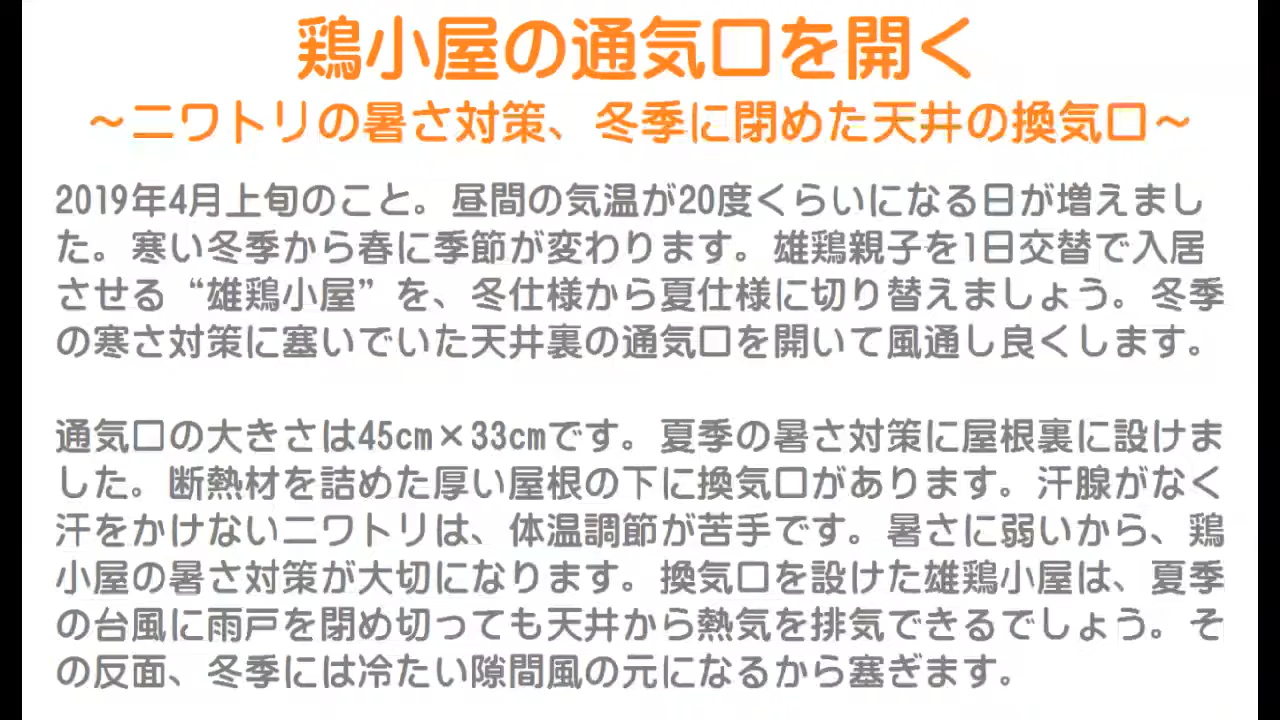 鶏小屋の通気口を開く
～ニワトリの暑さ対策、冬季に閉めた天井の換気口～
2019年4月上旬のこと。昼間の気温が20度くらいになる日が増えまし
た。寒い冬季から春に季節が変わります。雄鶏親子を1日交替で入居
させる“雄鶏小屋”を、冬仕様から夏仕様に切り替えましょう。冬季
の寒さ対策に塞いでいた天井裏の通気口を開いて風通し良くします。
通気口の大きさは45cm×33cmです。夏季の暑さ対策に屋根裏に設けま
した。断熱材を詰めた厚い屋根の下に換気口があります。汗腺がなく
汗をかけないニワトリは、体温調節が苦手です。暑さに弱いから、鶏
小屋の暑さ対策が大切になります。換気口を設けた雄鶏小屋は、夏季
の台風に雨戸を閉め切っても天井から熱気を排気できるでしょう。そ
の反面、冬季には冷たい隙間風の元になるから塞ぎます。